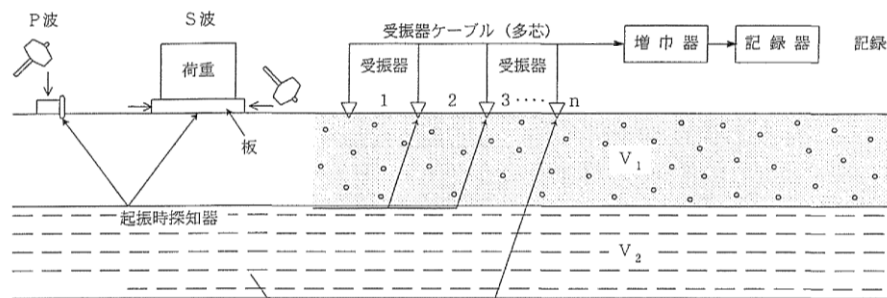 P波
S波
荷重
板
起振時探知器
受振器ケーブル（多芯）
受振器
受振器
1 2 3‥‥ n
増巾器
記録器
記録
V₁
V₂